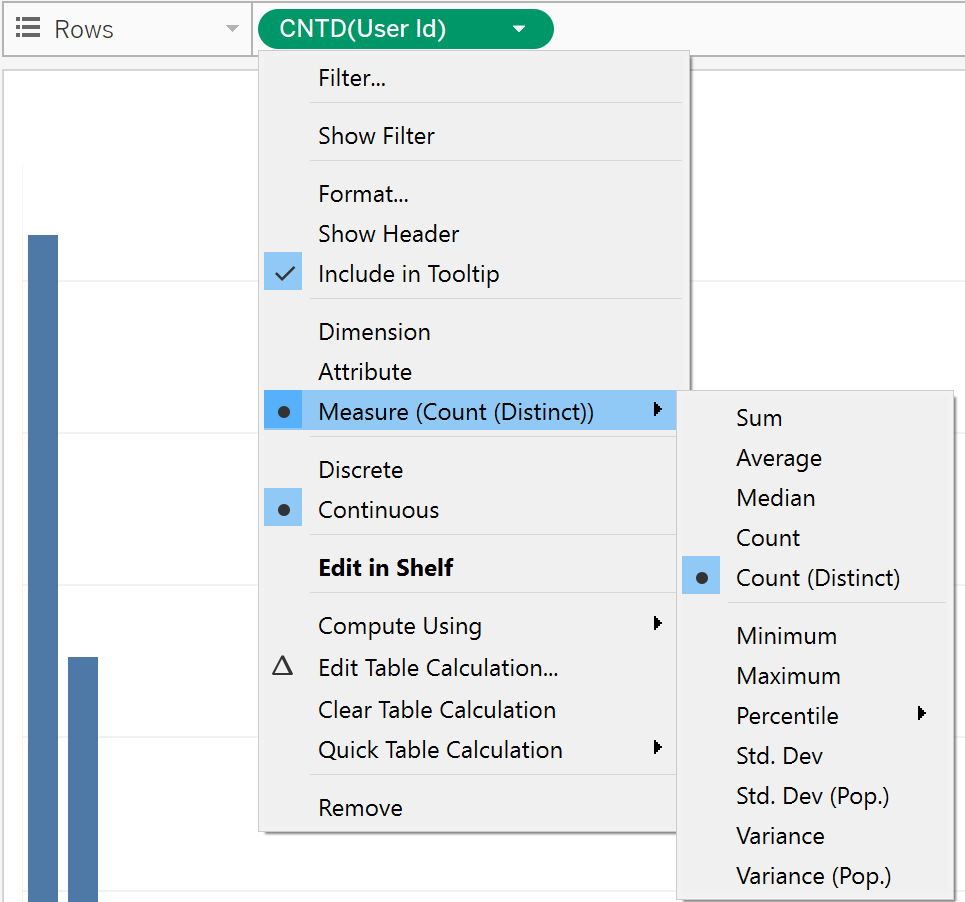 Rows
CNTD(User Id)
Filter...
Show Filter
Format...
Show Header
Include in Tooltip
Dimension
Attribute
Measure (Count (Distinct))
Discrete
Continuous
Edit in Shelf
Compute Using
Edit Table Calculation...
Clear Table Calculation
Quick Table Calculation
Remove
Sum
Average
Median
Count
Count (Distinct)
Minimum
Maximum
Percentile
Std. Dev
Std. Dev (Pop.)
Variance
Variance (Pop.)